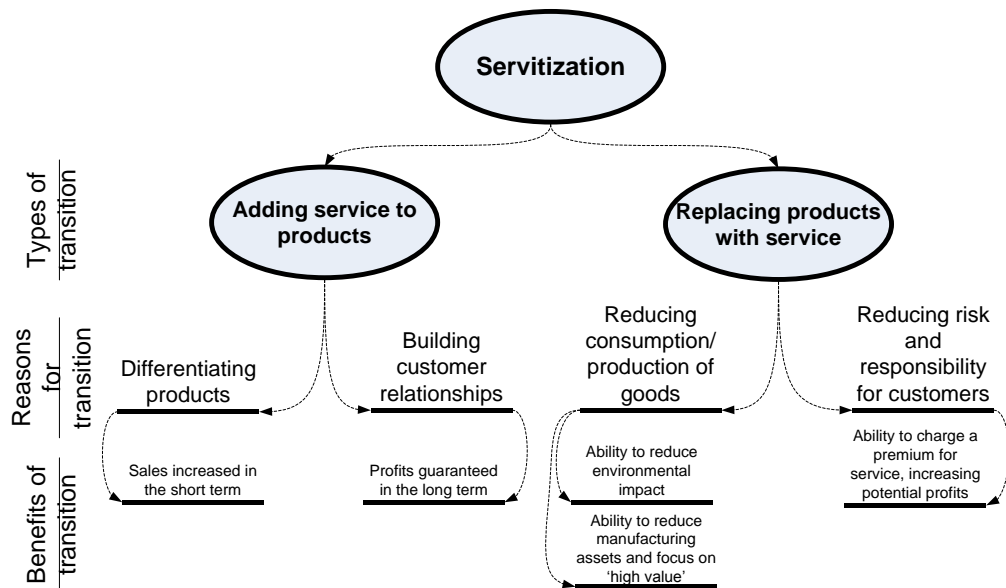 Servitization
Types of
transition
Adding service to
products
Replacing products
with service
Reasons
for
transition
Differentiating
products
Building
customer
relationships
Reducing
consumption/
production of
goods
Reducing risk
and
responsibility
for customers
Benefits of
transition
Sales increased in
the short term
Profits guaranteed
in the long term
Ability to reduce
environmental
impact
Ability to reduce
manufacturing
assets and focus on
‘high value’
Ability to charge a
premium for
service, increasing
potential profits